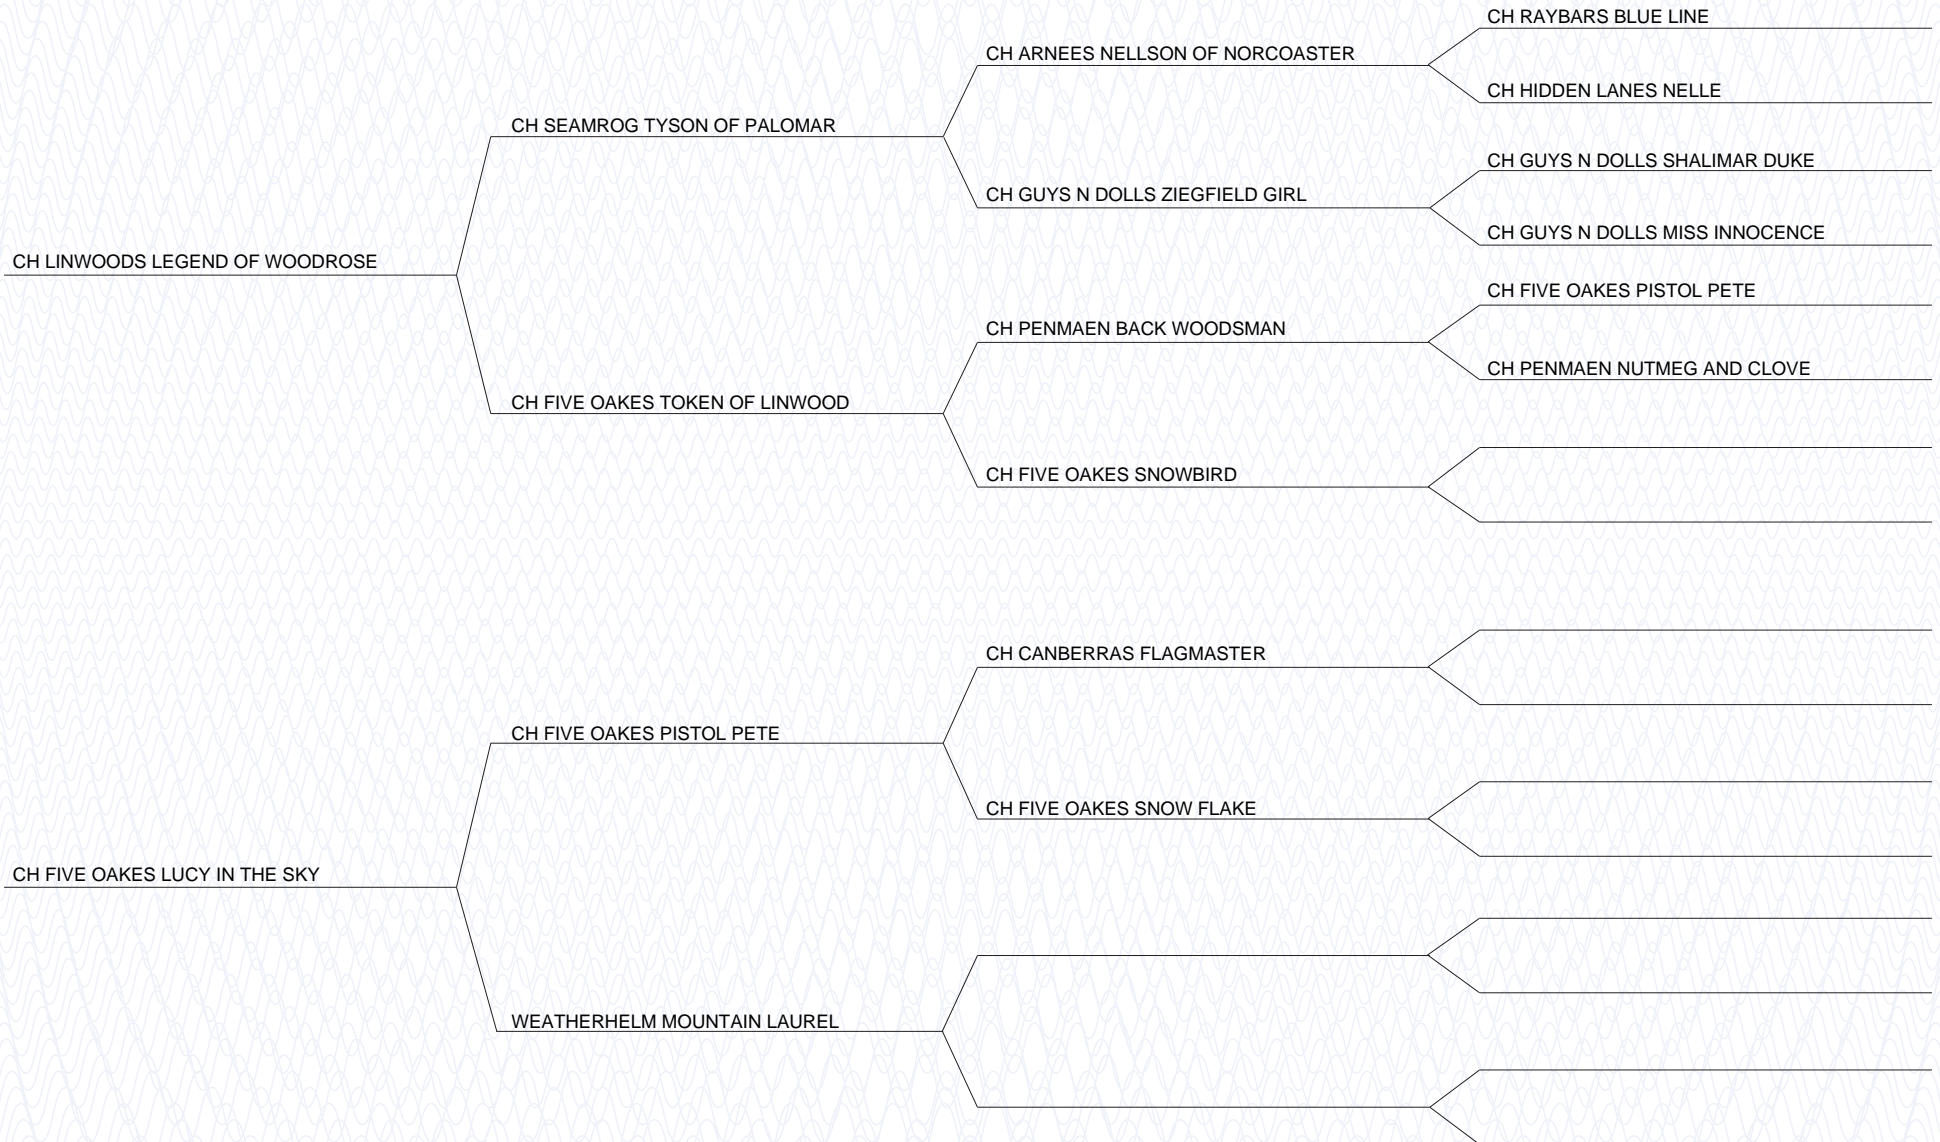 CH RAYBARS BLUE LINE
CH ARNEES NELLSON OF NORCOASTER
CH HIDDEN LANES NELLE
CH SEAMROG TYSON OF PALOMAR
CH GUYS N DOLLS SHALIMAR DUKE
CH GUYS N DOLLS ZIEGFIELD GIRL
CH GUYS N DOLLS MISS INNOCENCE
CH LINWOODS LEGEND OF WOODROSE
CH FIVE OAKES PISTOL PETE
CH PENMAEN BACK WOODSMAN
CH PENMAEN NUTMEG AND CLOVE
CH FIVE OAKES TOKEN OF LINWOOD
CH FIVE OAKES SNOWBIRD
CH CANBERRAS FLAGMASTER
CH FIVE OAKES PISTOL PETE
CH FIVE OAKES SNOW FLAKE
CH FIVE OAKES LUCY IN THE SKY
WEATHERHELM MOUNTAIN LAUREL